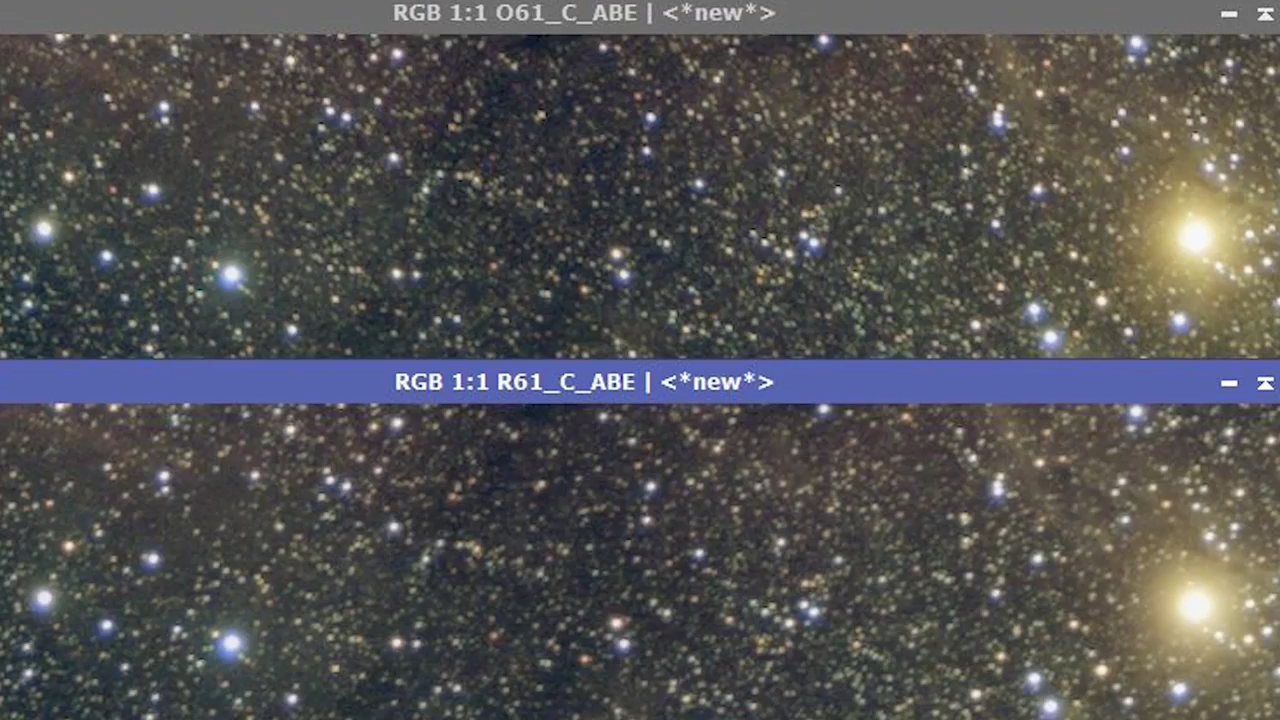 RGB 1:1 O61_C_ABE | <*new*>
RGB 1:1 R61_C_ABE | <*new*>